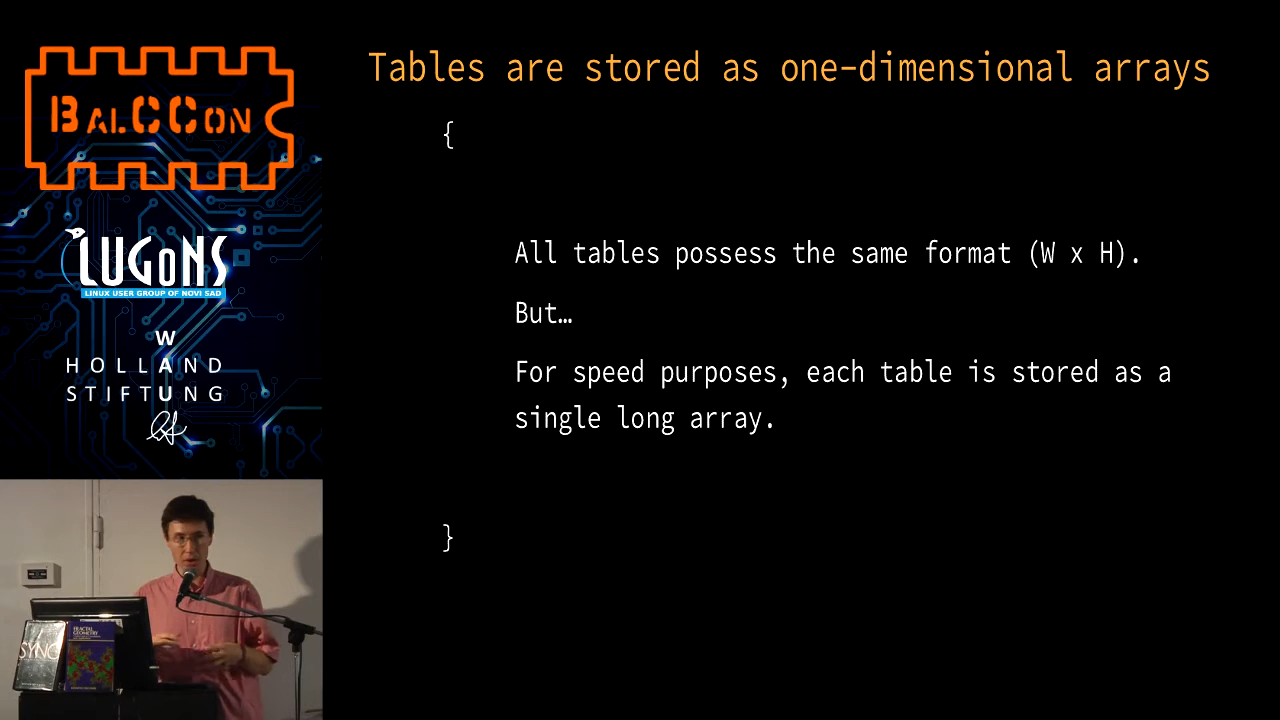 BALCCON
LUGONS
LINUX USER GROUP OF NOVI SAD
W
HOLLAND
STIFTUNG
Tables are stored as one-dimensional arrays
{
All tables possess the same format (W x H).
But…
For speed purposes, each table is stored as a
single long array.
}
SYNC
FRACTAL
GEOMETRY